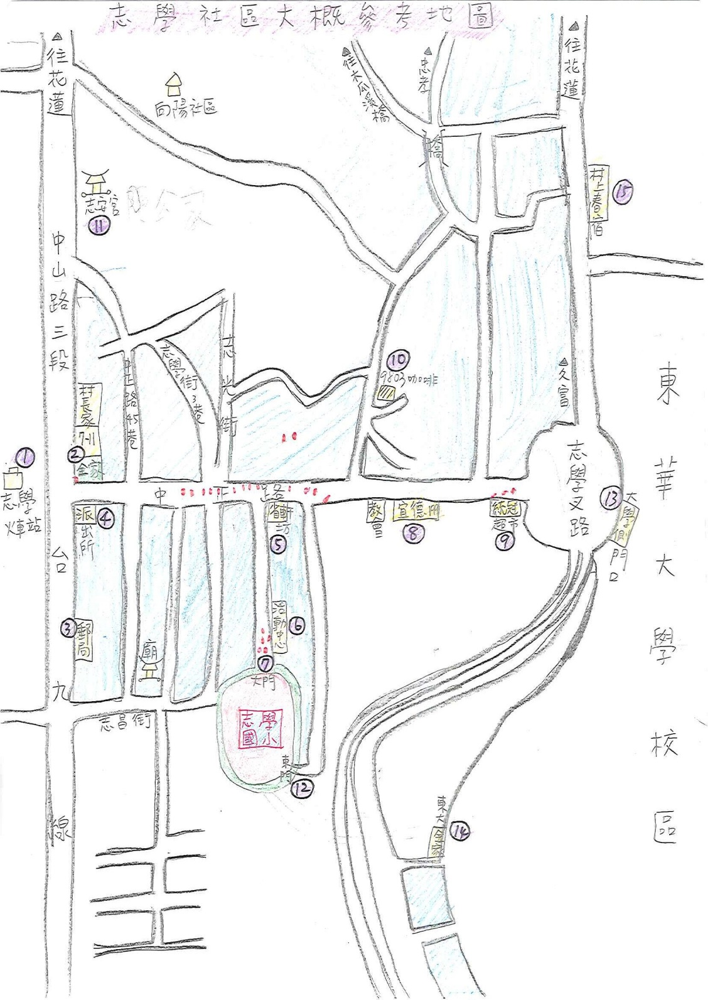 志學社區大概參考地圖
往花蓮
往木瓜溪橋
忠孝
往花蓮
向陽社區
橋
志安宮
11
村上春宿
15
中山路三段
志光街
志學街3巷
中正路45巷
10
9803咖啡
久富
東華大學校區
村長家
7-11
全家
2
1
志學火車站
中正路
志學叉路
13
大學側門口
派出所
4
軒坊
5
教會
宜德門
8
統冠超市
9
台九線
郵局
3
廟
活動中心
6
7
大門
志昌街
志學國小
東門
12
東大全家
14